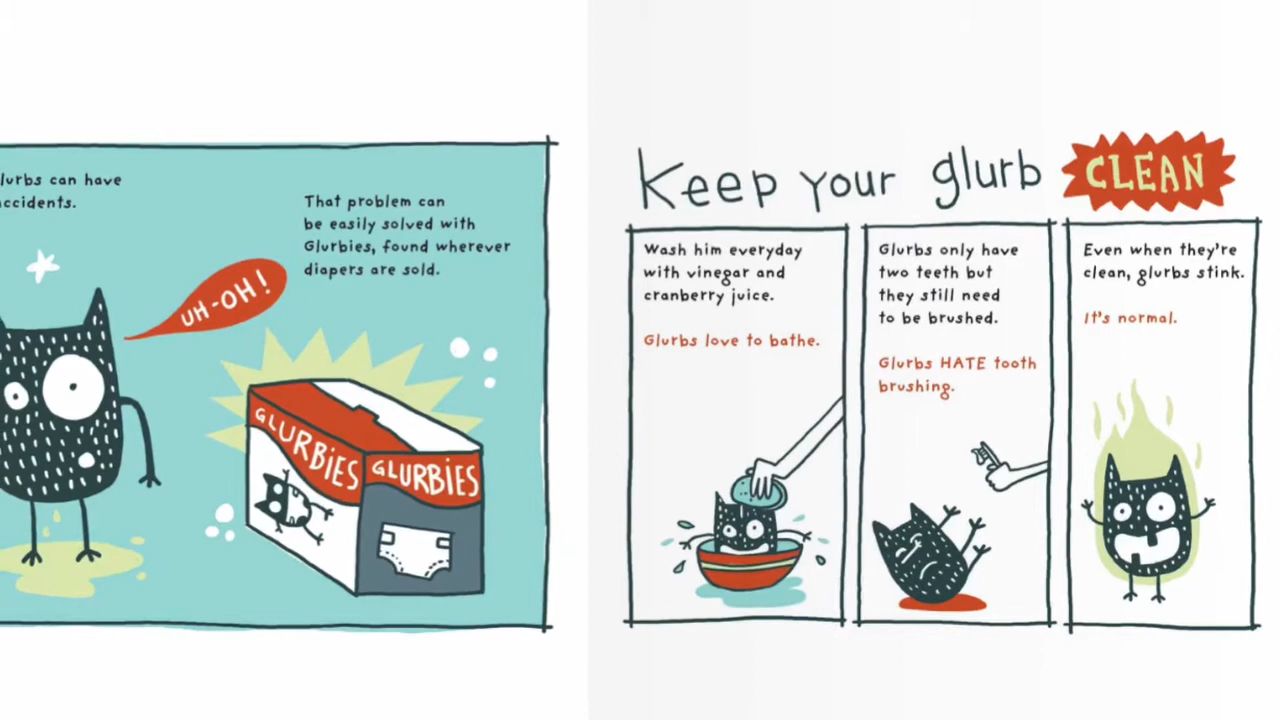 lurbs can have
ccidents.
That problem can
be easily solved with
Glurbies, found wherever
diapers are sold.
UH-OH!
GLURBIES
GLURBIES
Keep your glurb
CLEAN
Wash him everyday
with vinegar and
cranberry juice.
Glurbs love to bathe.
Glurbs only have
two teeth but
they still need
to be brushed.
Glurbs HATE tooth
brushing.
Even when they're
clean, glurbs stink.
It's normal.